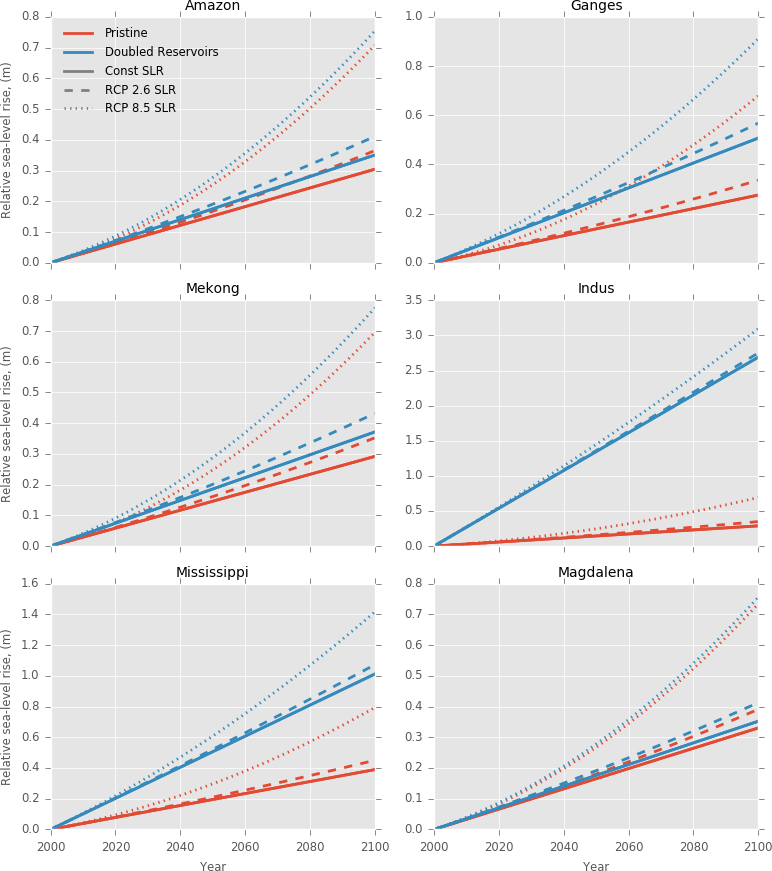 Amazon
0.8
0.7
0.6
0.5
0.4
0.3
0.2
0.1
0.0
Relative sea-level rise, (m)
Pristine
Doubled Reservoirs
Const SLR
RCP 2.6 SLR
RCP 8.5 SLR
Ganges
1.0
0.8
0.6
0.4
0.2
0.0
Mekong
0.8
0.7
0.6
0.5
0.4
0.3
0.2
0.1
0.0
Relative sea-level rise, (m)
Indus
3.5
3.0
2.5
2.0
1.5
1.0
0.5
0.0
Mississippi
1.6
1.4
1.2
1.0
0.8
0.6
0.4
0.2
0.0
Relative sea-level rise, (m)
2000 2020 2040 2060 2080 2100
Year
Magdalena
0.8
0.7
0.6
0.5
0.4
0.3
0.2
0.1
0.0
2000 2020 2040 2060 2080 2100
Year